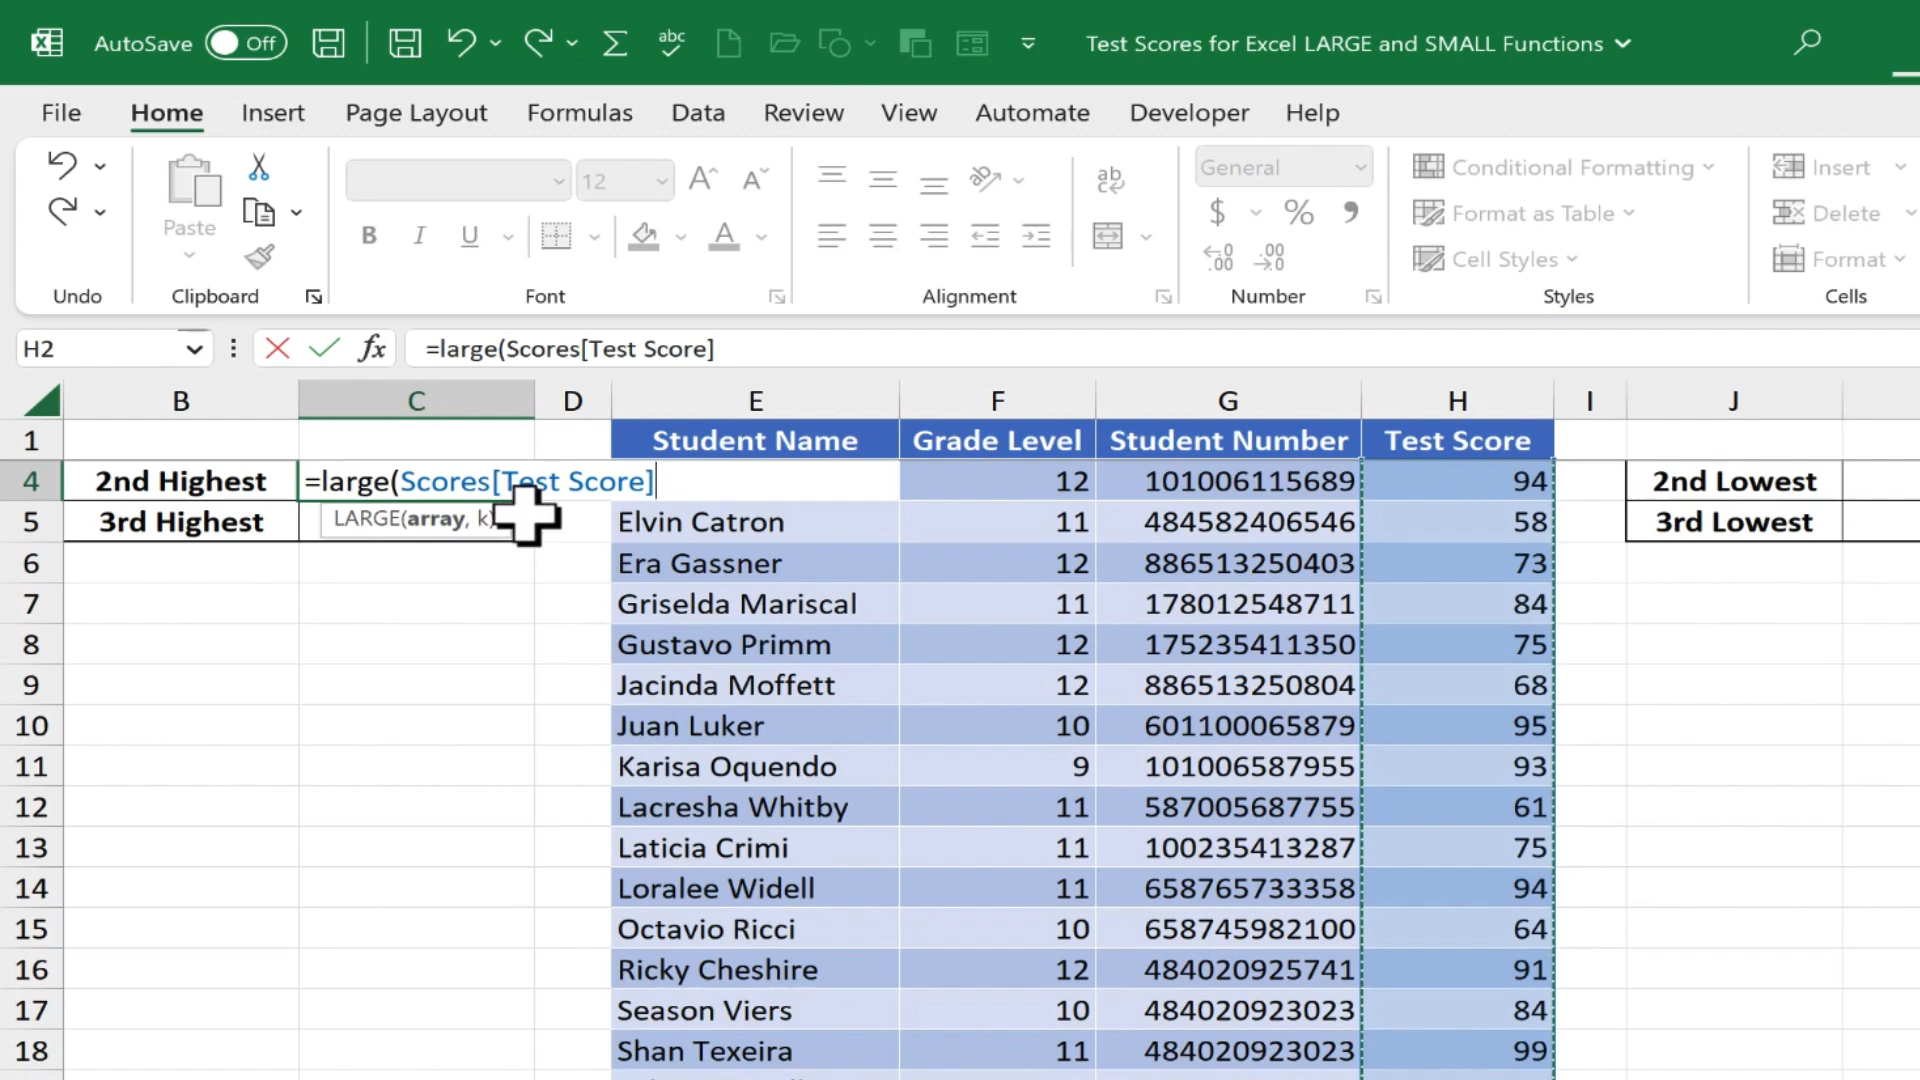 AutoSave Off Test Scores for Excel LARGE and SMALL Functions
File Home Insert Page Layout Formulas Data Review View Automate Developer Help
Paste 12 General Conditional Formatting Insert
B I U $ % Format as Table Delete
Cell Styles Format
Undo Clipboard Font Alignment Number Styles Cells
H2 fx =large(Scores[Test Score]
B C D E F G H I J
1 Student Name Grade Level Student Number Test Score
4 2nd Highest =large(Scores[Test Score] 12 101006115689 94 2nd Lowest
5 3rd Highest LARGE(array, k) Elvin Catron 11 484582406546 58 3rd Lowest
6 Era Gassner 12 886513250403 73
7 Griselda Mariscal 11 178012548711 84
8 Gustavo Primm 12 175235411350 75
9 Jacinda Moffett 12 886513250804 68
10 Juan Luker 10 601100065879 95
11 Karisa Oquendo 9 101006587955 93
12 Lacresha Whitby 11 587005687755 61
13 Laticia Crimi 11 100235413287 75
14 Loralee Widell 11 658765733358 94
15 Octavio Ricci 10 658745982100 64
16 Ricky Cheshire 12 484020925741 91
17 Season Viers 10 484020923023 84
18 Shan Texeira 11 484020923023 99